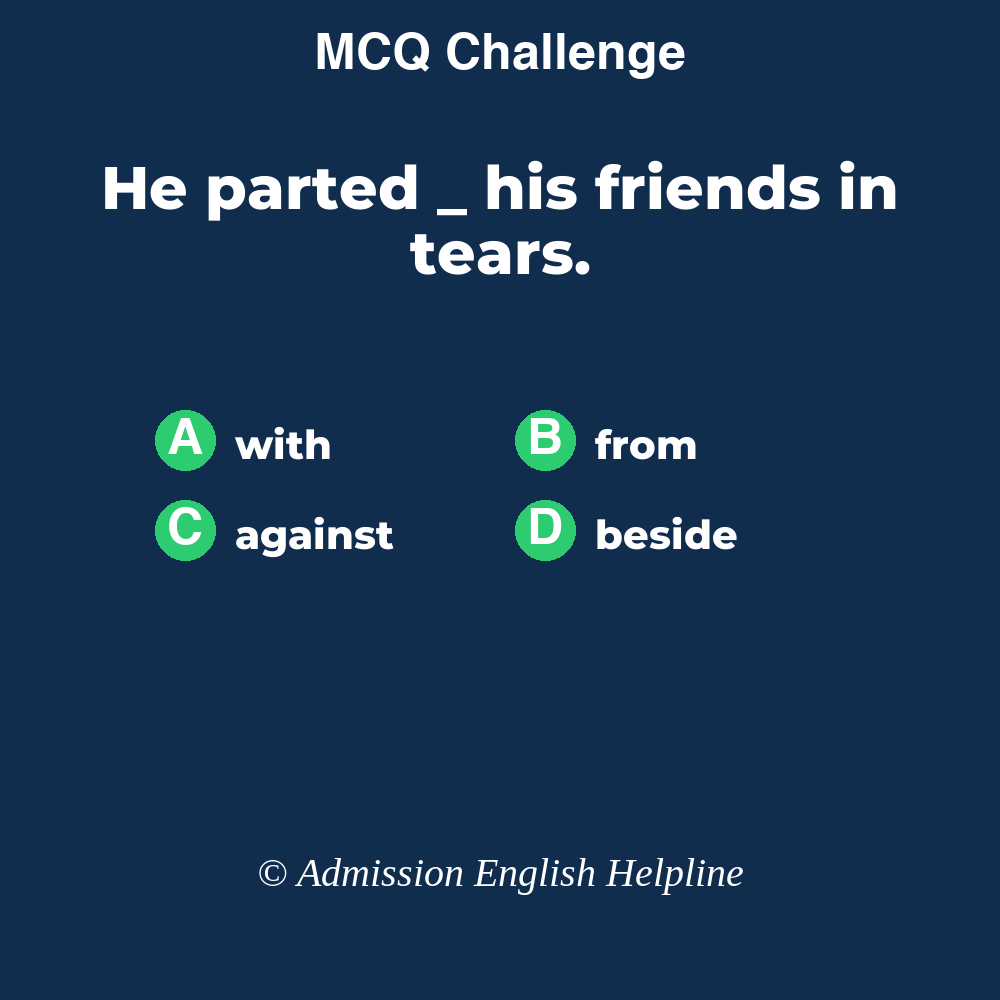 MCQ Challenge
He parted _ his friends in
tears.
A with
B from
C against
D beside
© Admission English Helpline